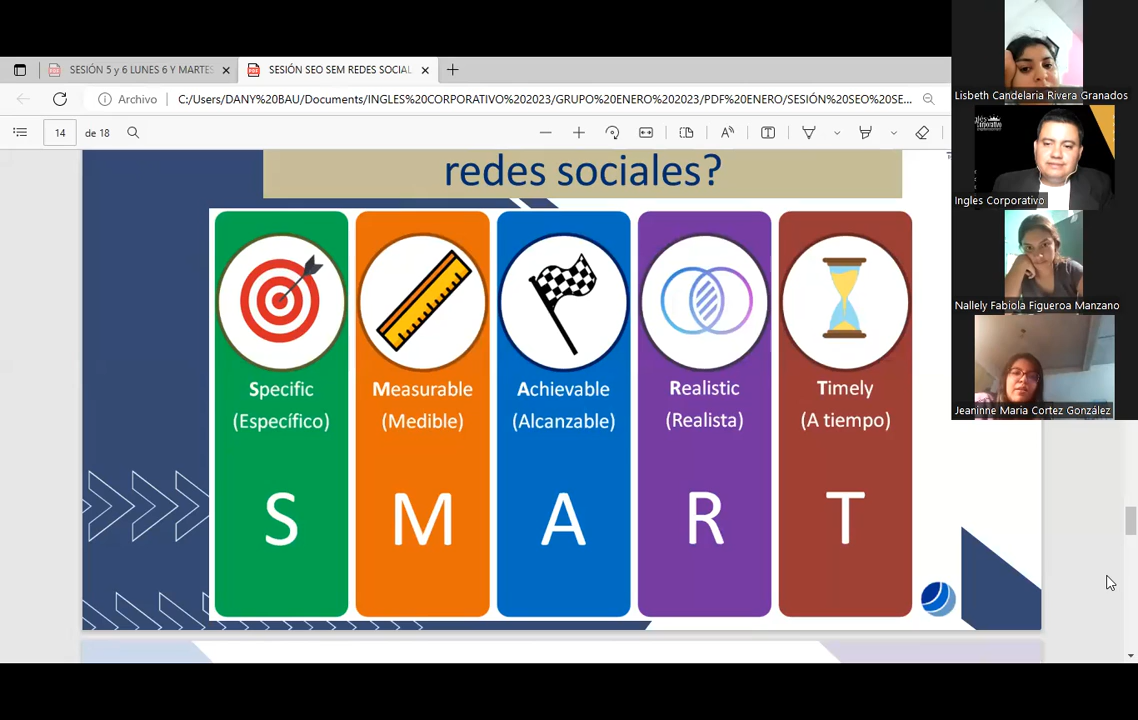 SESIÓN 5 y 6 LUNES 6 Y MARTES
SESIÓN SEO SEM REDES SOCIAL
Archivo
C:/Users/DANY%20BAU/Documents/INGLES%20CORPORATIVO%202023/GRUPO%20ENERO%202023/PDF%20ENERO/SESIÓN%20SEO%20SE...
14 de 18
redes sociales?
Specific
(Específico)
S
Measurable
(Medible)
M
Achievable
(Alcanzable)
A
Realistic
(Realista)
R
Timely
(A tiempo)
T
Lisbeth Candelaria Rivera Granados
Ingles Corporativo
Nallely Fabiola Figueroa Manzano
Jeaninne Maria Cortez González